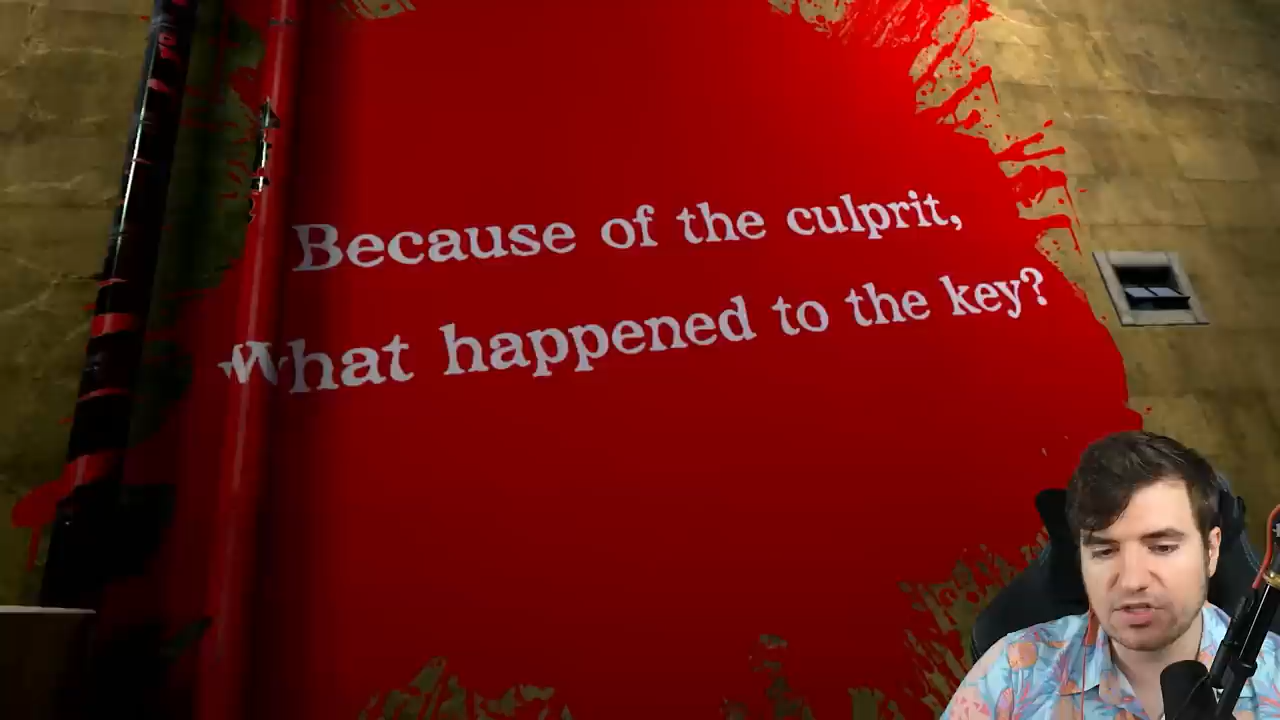 Because of the culprit,
What happened to the key?